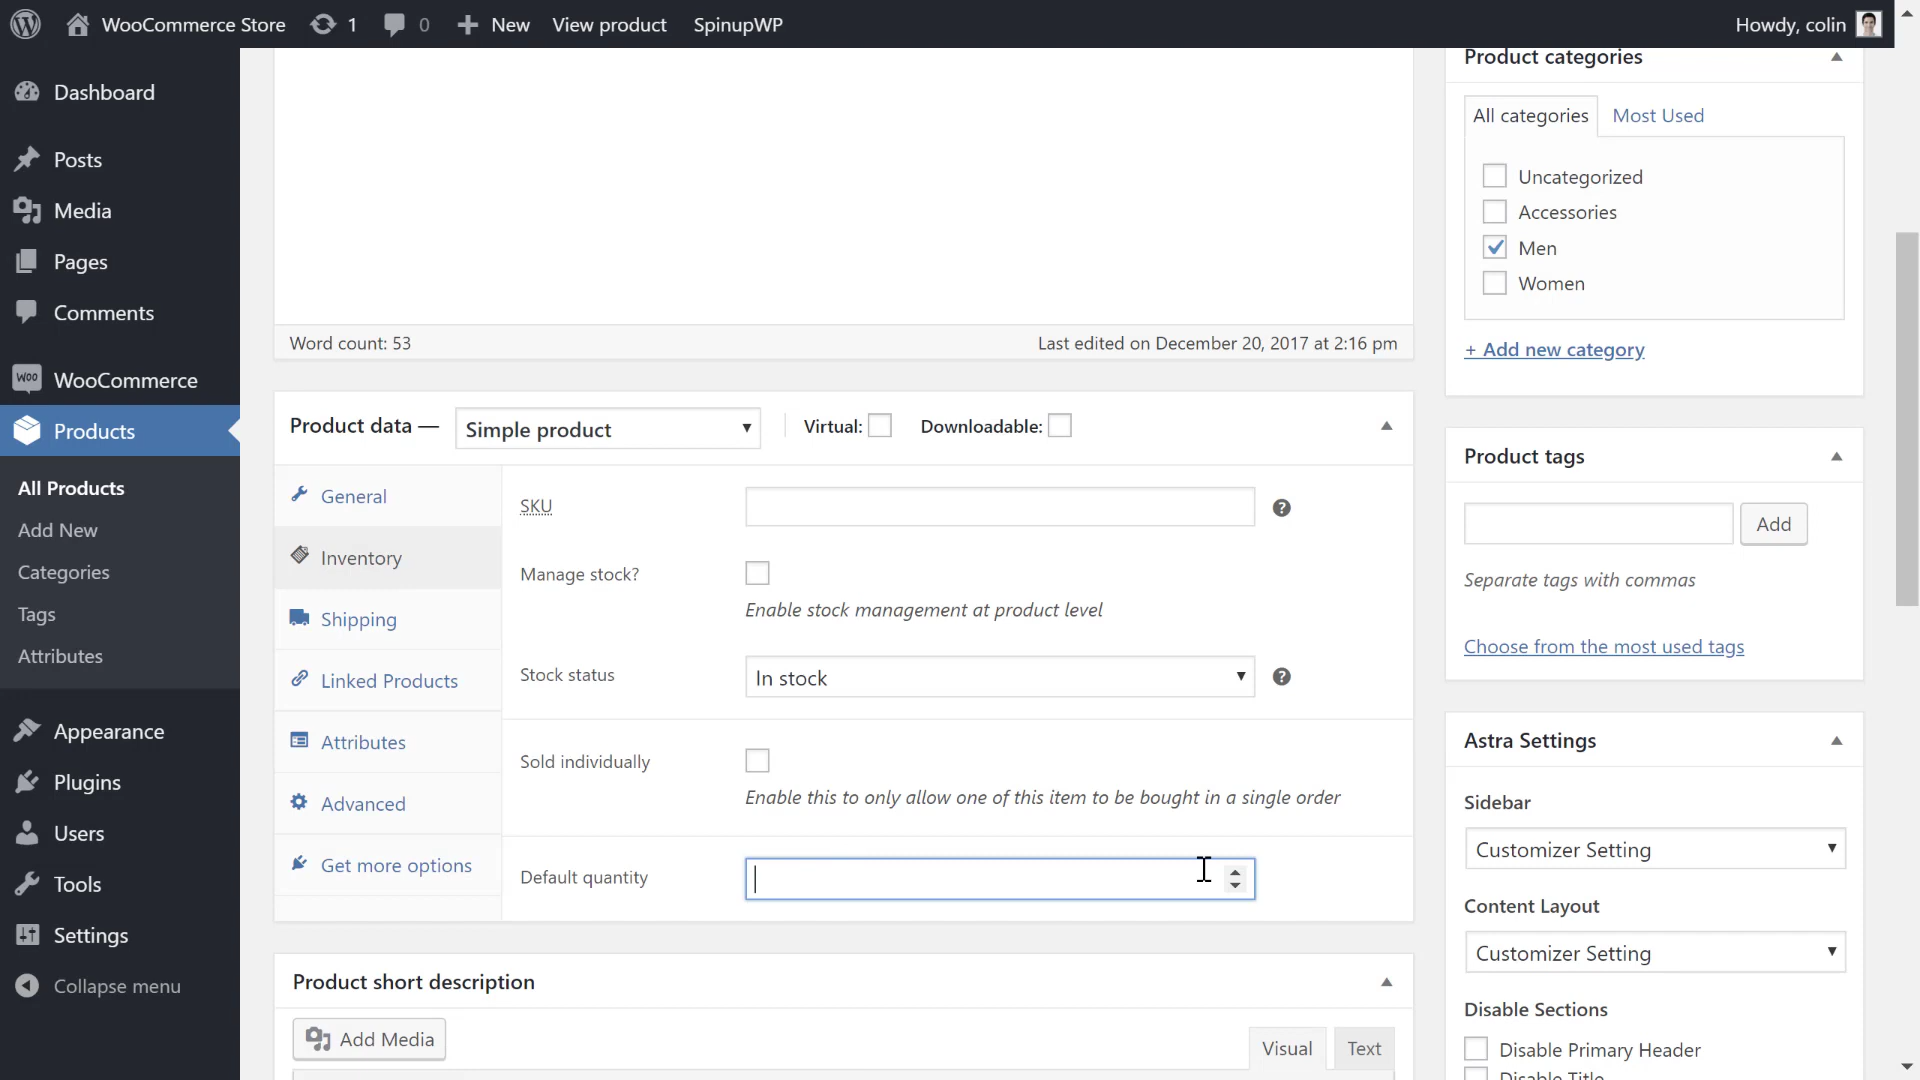 WooCommerce Store 1 0 New View product SpinupWP Howdy, colin
Dashboard
Posts
Media
Pages
Comments
WOO WooCommerce
Products
All Products
Add New
Categories
Tags
Attributes
Appearance
Plugins
Users
Tools
Settings
Collapse menu
Word count: 53 Last edited on December 20, 2017 at 2:16 pm
Product data — Simple product Virtual: Downloadable:
General
Inventory
Shipping
Linked Products
Attributes
Advanced
Get more options
SKU ?
Manage stock?
Enable stock management at product level
Stock status In stock ?
Sold individually
Enable this to only allow one of this item to be bought in a single order
Default quantity
Product short description
Add Media
Visual Text
Product categories
All categories Most Used
Uncategorized
Accessories
Men
Women
+ Add new category
Product tags
Add
Separate tags with commas
Choose from the most used tags
Astra Settings
Sidebar
Customizer Setting
Content Layout
Customizer Setting
Disable Sections
Disable Primary Header
Disable Title